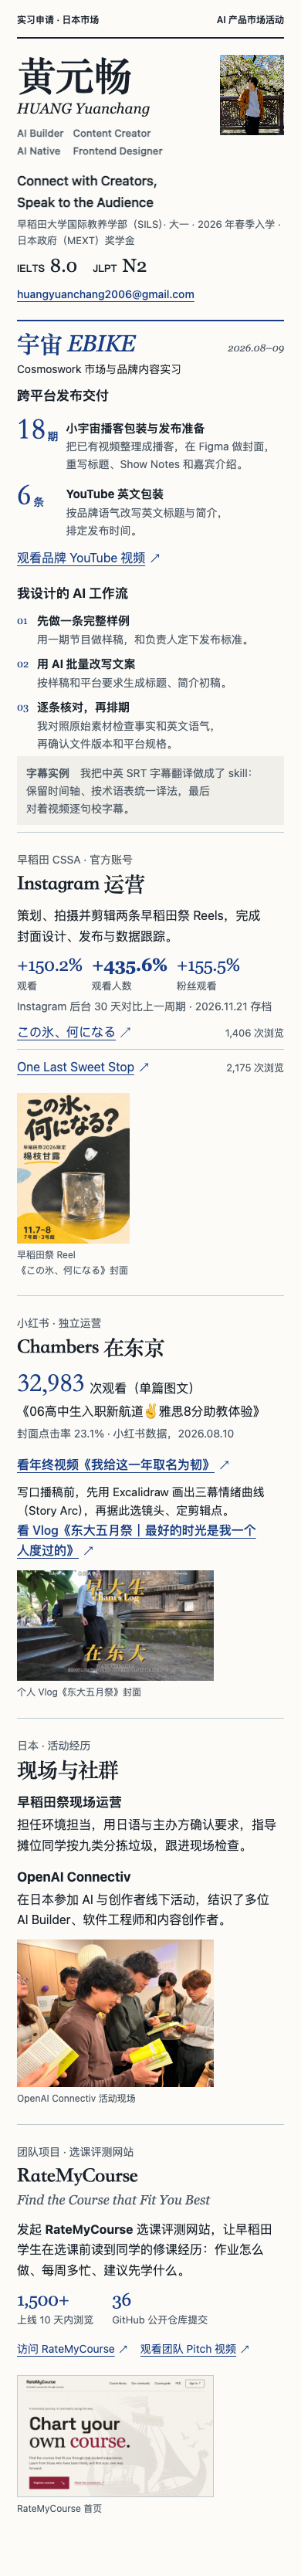 实习申请 · 日本市场
AI 产品市场活动
黄元畅
HUANG Yuanchang
AI Builder Content Creator
AI Native Frontend Designer
Connect with Creators,
Speak to the Audience
早稻田大学国际教养学部（SILS）· 大一 · 2026 年春季入学 ·
日本政府（MEXT）奖学金
IELTS 8.0 JLPT N2
huangyuanchang2006@gmail.com
宇宙 EBIKE
2026.08–09
Cosmoswork 市场与品牌内容实习
跨平台发布交付
18期
小宇宙播客包装与发布准备
把已有视频整理成播客，在 Figma 做封面，
重写标题、Show Notes 和嘉宾介绍。
6条
YouTube 英文包装
按品牌语气改写英文标题与简介，
排定发布时间。
观看品牌 YouTube 视频 ↗
我设计的 AI 工作流
01 先做一条完整样例
用一期节目做样稿，和负责人定下发布标准。
02 用 AI 批量改写文案
按样稿和平台要求生成标题、简介初稿。
03 逐条核对，再排期
我对照原始素材检查事实和英文语气，
再确认文件版本和平台规格。
字幕实例 我把中英 SRT 字幕翻译做成了 skill：
保留时间轴、按术语表统一译法，最后
对着视频逐句校字幕。
早稻田 CSSA · 官方账号
Instagram 运营
策划、拍摄并剪辑两条早稻田祭 Reels，完成
封面设计、发布与数据跟踪。
+150.2% +435.6% +155.5%
观看 观看人数 粉丝观看
Instagram 后台 30 天对比上一周期 · 2026.11.21 存档
この氷、何になる ↗
1,406 次浏览
One Last Sweet Stop ↗
2,175 次浏览
この氷、
何になる?
早稲田祭2026限定
楊枝甘露
11.7–8
早稻田祭 Reel
《この氷、何になる》封面
小红书 · 独立运营
Chambers 在东京
32,983 次观看（单篇图文）
《06高中生入职新航道✌️雅思8分助教体验》
封面点击率 23.1% · 小红书数据，2026.08.10
看年终视频《我给这一年取名为韧》 ↗
写口播稿前，先用 Excalidraw 画出三幕情绪曲线
（Story Arc），再据此选镜头、定剪辑点。
看 Vlog《东大五月祭｜最好的时光是我一个
人度过的》 ↗
早大生
Cham's Log
在东大
个人 Vlog《东大五月祭》封面
日本 · 活动经历
现场与社群
早稻田祭现场运营
担任环境担当，用日语与主办方确认要求，指导
摊位同学按九类分拣垃圾，跟进现场检查。
OpenAI Connectiv
在日本参加 AI 与创作者线下活动，结识了多位
AI Builder、软件工程师和内容创作者。
OpenAI Connectiv 活动现场
团队项目 · 选课评测网站
RateMyCourse
Find the Course that Fit You Best
发起 RateMyCourse 选课评测网站，让早稻田
学生在选课前读到同学的修课经历：作业怎么
做、每周多忙、建议先学什么。
1,500+ 36
上线 10 天内浏览 GitHub 公开仓库提交
访问 RateMyCourse ↗ 观看团队 Pitch 视频 ↗
RateMyCourse
Chart your
own course.
RateMyCourse 首页